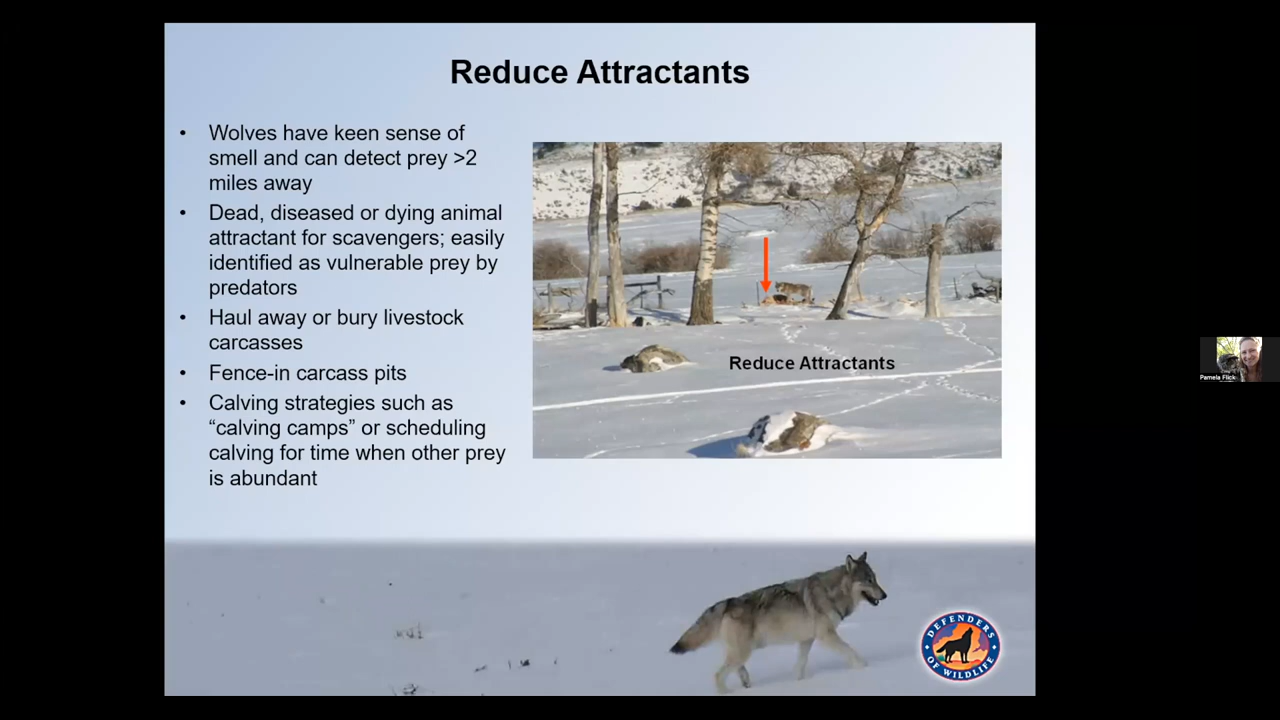 Reduce Attractants
• Wolves have keen sense of
smell and can detect prey >2
miles away
• Dead, diseased or dying animal
attractant for scavengers; easily
identified as vulnerable prey by
predators
• Haul away or bury livestock
carcasses
• Fence-in carcass pits
• Calving strategies such as
“calving camps” or scheduling
calving for time when other prey
is abundant
Reduce Attractants
Pamela Flick
DEFENDERS
OF WILDLIFE